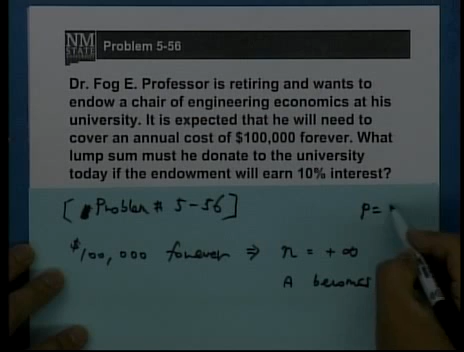 NM
STATE
Problem 5-56
Dr. Fog E. Professor is retiring and wants to
endow a chair of engineering economics at his
university. It is expected that he will need to
cover an annual cost of $100,000 forever. What
lump sum must he donate to the university
today if the endowment will earn 10% interest?
[ Problem # 5-56 ]
P =
$100,000 forever ⇒ n = +∞
A becomes